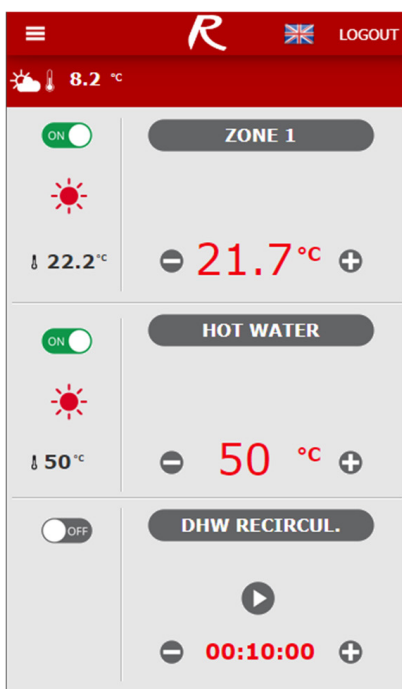 R LOGOUT
8.2 °C
ON ZONE 1
22.2°C 21.7°C
ON HOT WATER
50°C 50 °C
OFF DHW RECIRCUL.
00:10:00